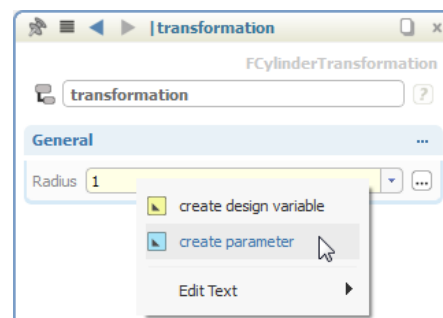 |transformation
FCylinderTransformation
transformation
?
General
Radius 1
create design variable
create parameter
Edit Text